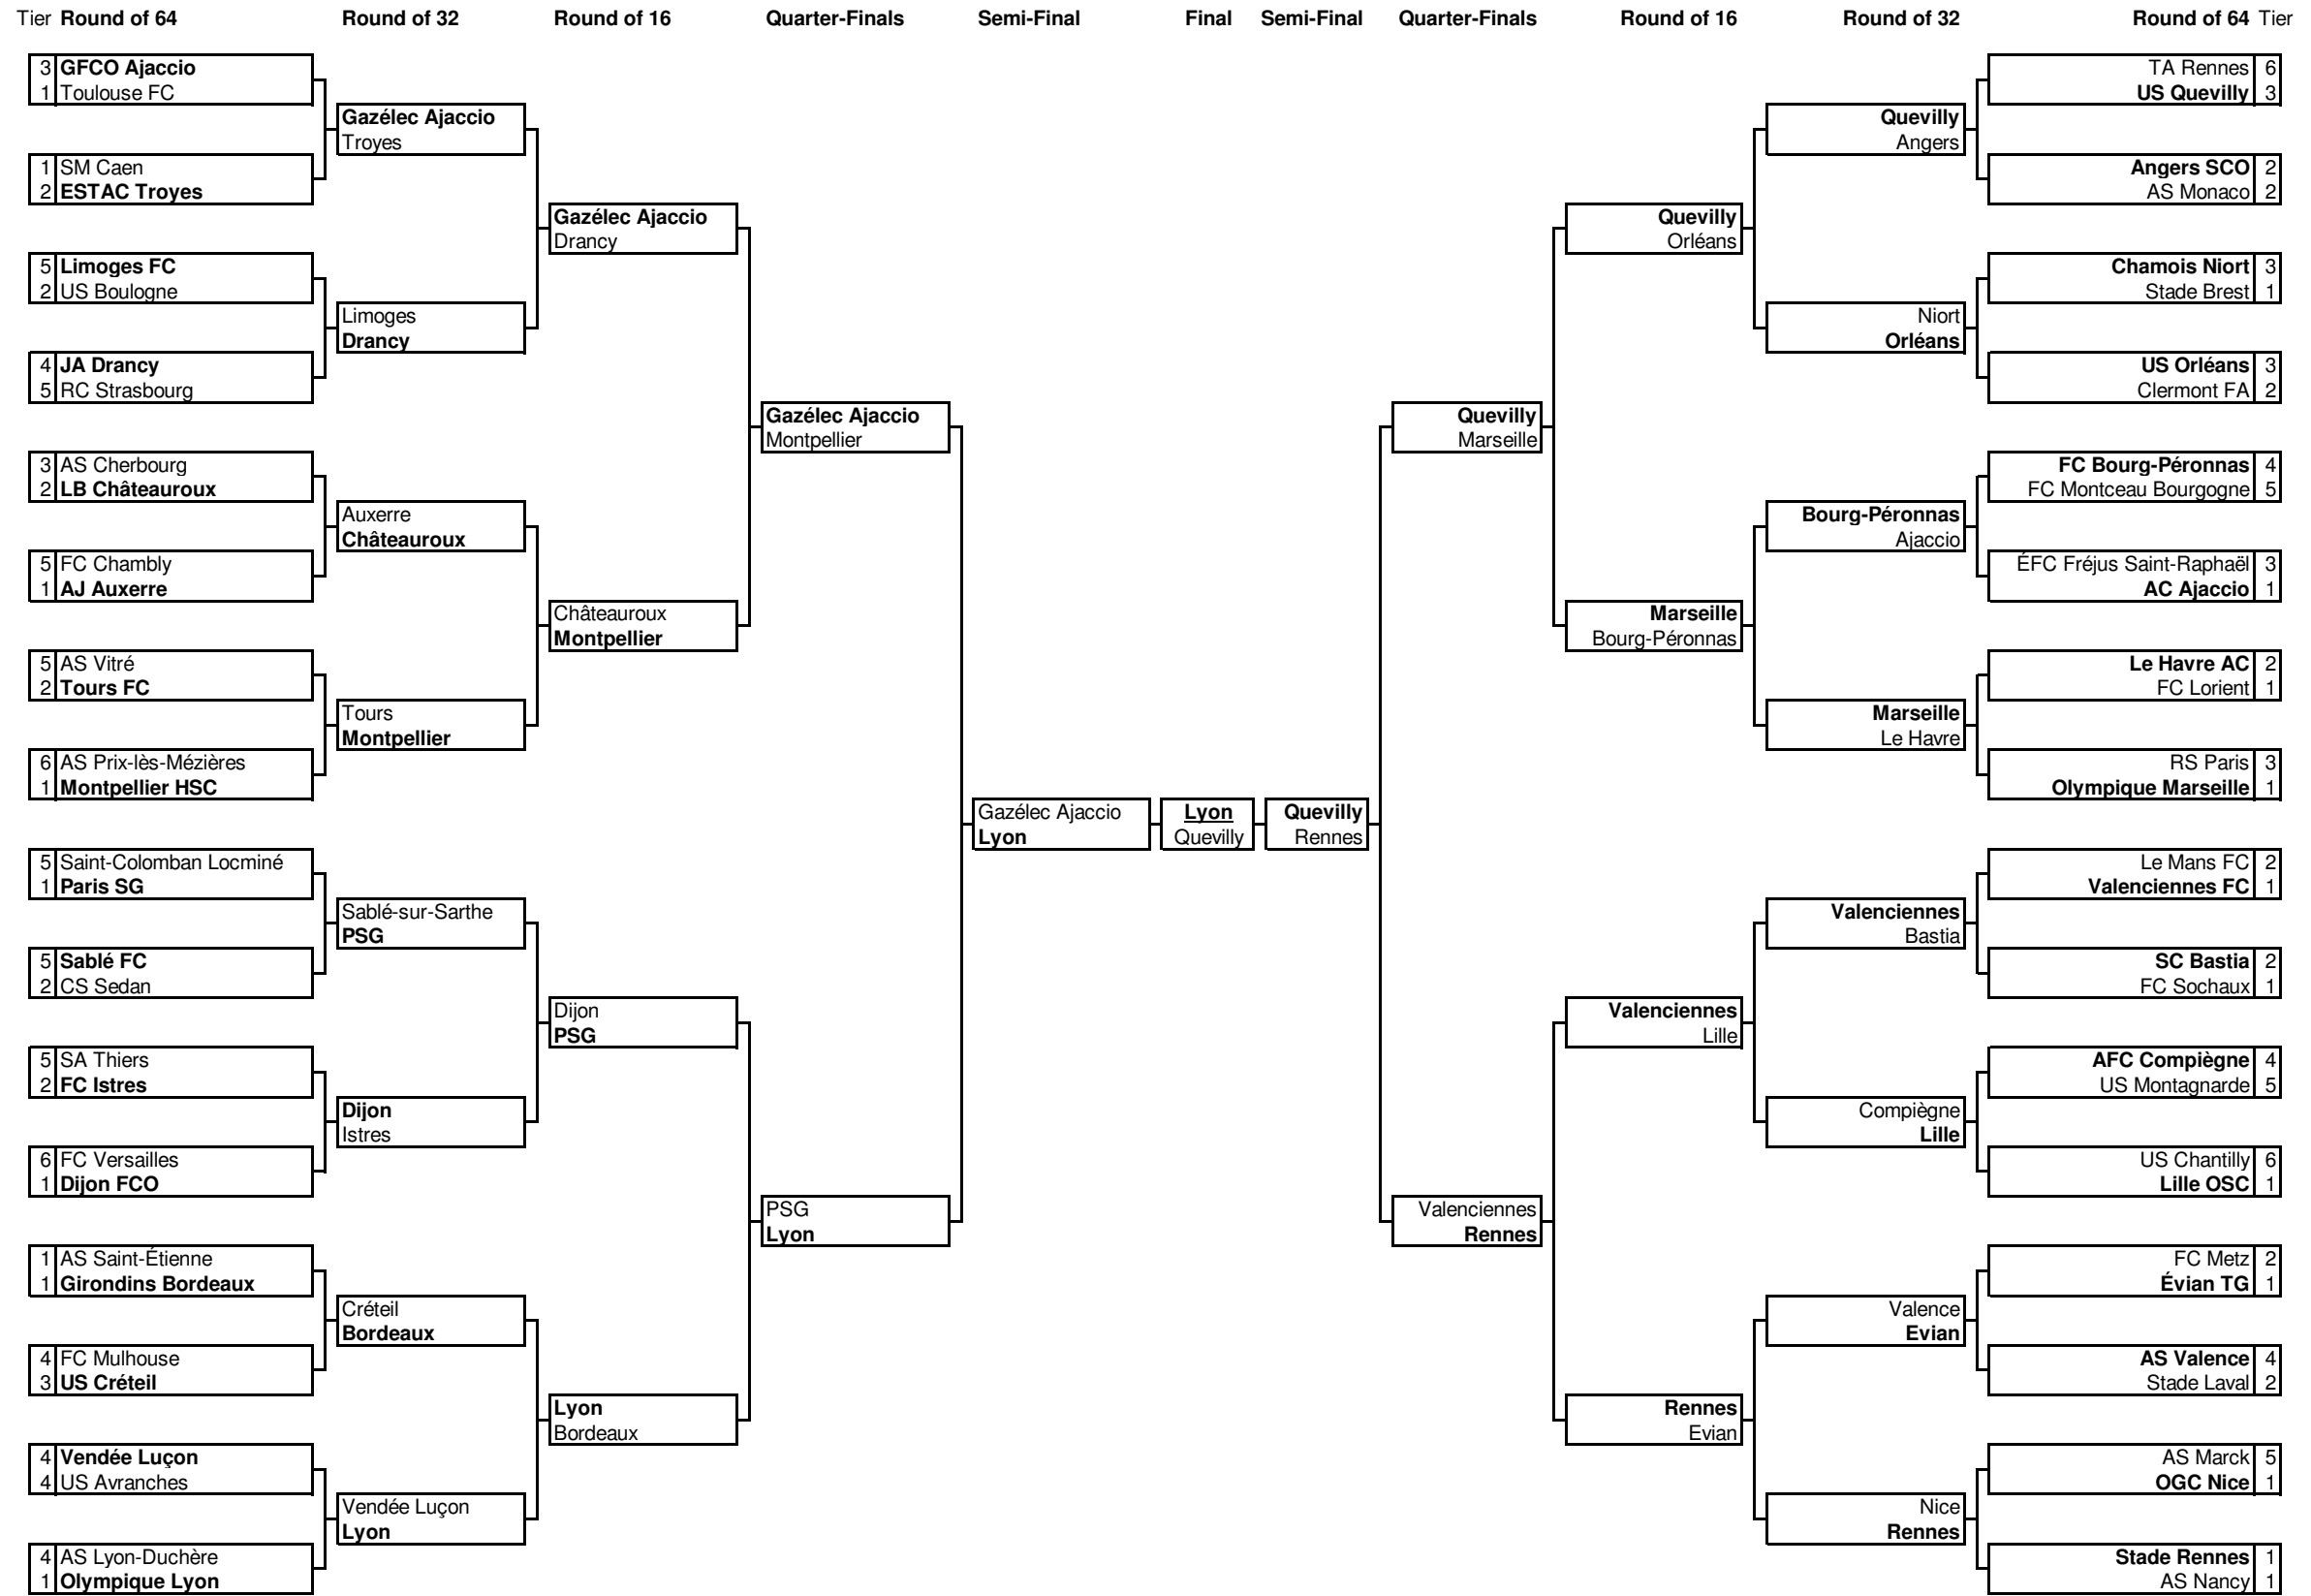 Tier Round of 64 Round of 32 Round of 16 Quarter-Finals Semi-Final Final Semi-Final Quarter-Finals Round of 16 Round of 32 Round of 64 Tier
3 GFCO Ajaccio
1 Toulouse FC
1 SM Caen
2 ESTAC Troyes
5 Limoges FC
2 US Boulogne
4 JA Drancy
5 RC Strasbourg
3 AS Cherbourg
2 LB Châteauroux
5 FC Chambly
1 AJ Auxerre
5 AS Vitré
2 Tours FC
6 AS Prix-lès-Mézières
1 Montpellier HSC
5 Saint-Colomban Locminé
1 Paris SG
5 Sablé FC
2 CS Sedan
5 SA Thiers
2 FC Istres
6 FC Versailles
1 Dijon FCO
1 AS Saint-Étienne
1 Girondins Bordeaux
4 FC Mulhouse
3 US Créteil
4 Vendée Luçon
4 US Avranches
4 AS Lyon-Duchère
1 Olympique Lyon
Gazélec Ajaccio
Troyes
Limoges
Drancy
Auxerre
Châteauroux
Tours
Montpellier
Sablé-sur-Sarthe
PSG
Dijon
Istres
Créteil
Bordeaux
Vendée Luçon
Lyon
Gazélec Ajaccio
Drancy
Châteauroux
Montpellier
Dijon
PSG
Lyon
Bordeaux
Gazélec Ajaccio
Montpellier
PSG
Lyon
Gazélec Ajaccio
Lyon
Lyon
Quevilly
Quevilly
Rennes
Quevilly
Marseille
Valenciennes
Rennes
Quevilly
Orléans
Marseille
Bourg-Péronnas
Valenciennes
Lille
Rennes
Evian
Quevilly
Angers
Niort
Orléans
Bourg-Péronnas
Ajaccio
Marseille
Le Havre
Valenciennes
Bastia
Compiègne
Lille
Valence
Evian
Nice
Rennes
TA Rennes 6
US Quevilly 3
Angers SCO 2
AS Monaco 2
Chamois Niort 3
Stade Brest 1
US Orléans 3
Clermont FA 2
FC Bourg-Péronnas 4
FC Montceau Bourgogne 5
ÉFC Fréjus Saint-Raphaël 3
AC Ajaccio 1
Le Havre AC 2
FC Lorient 1
RS Paris 3
Olympique Marseille 1
Le Mans FC 2
Valenciennes FC 1
SC Bastia 2
FC Sochaux 1
AFC Compiègne 4
US Montagnarde 5
US Chantilly 6
Lille OSC 1
FC Metz 2
Évian TG 1
AS Valence 4
Stade Laval 2
AS Marck 5
OGC Nice 1
Stade Rennes 1
AS Nancy 1